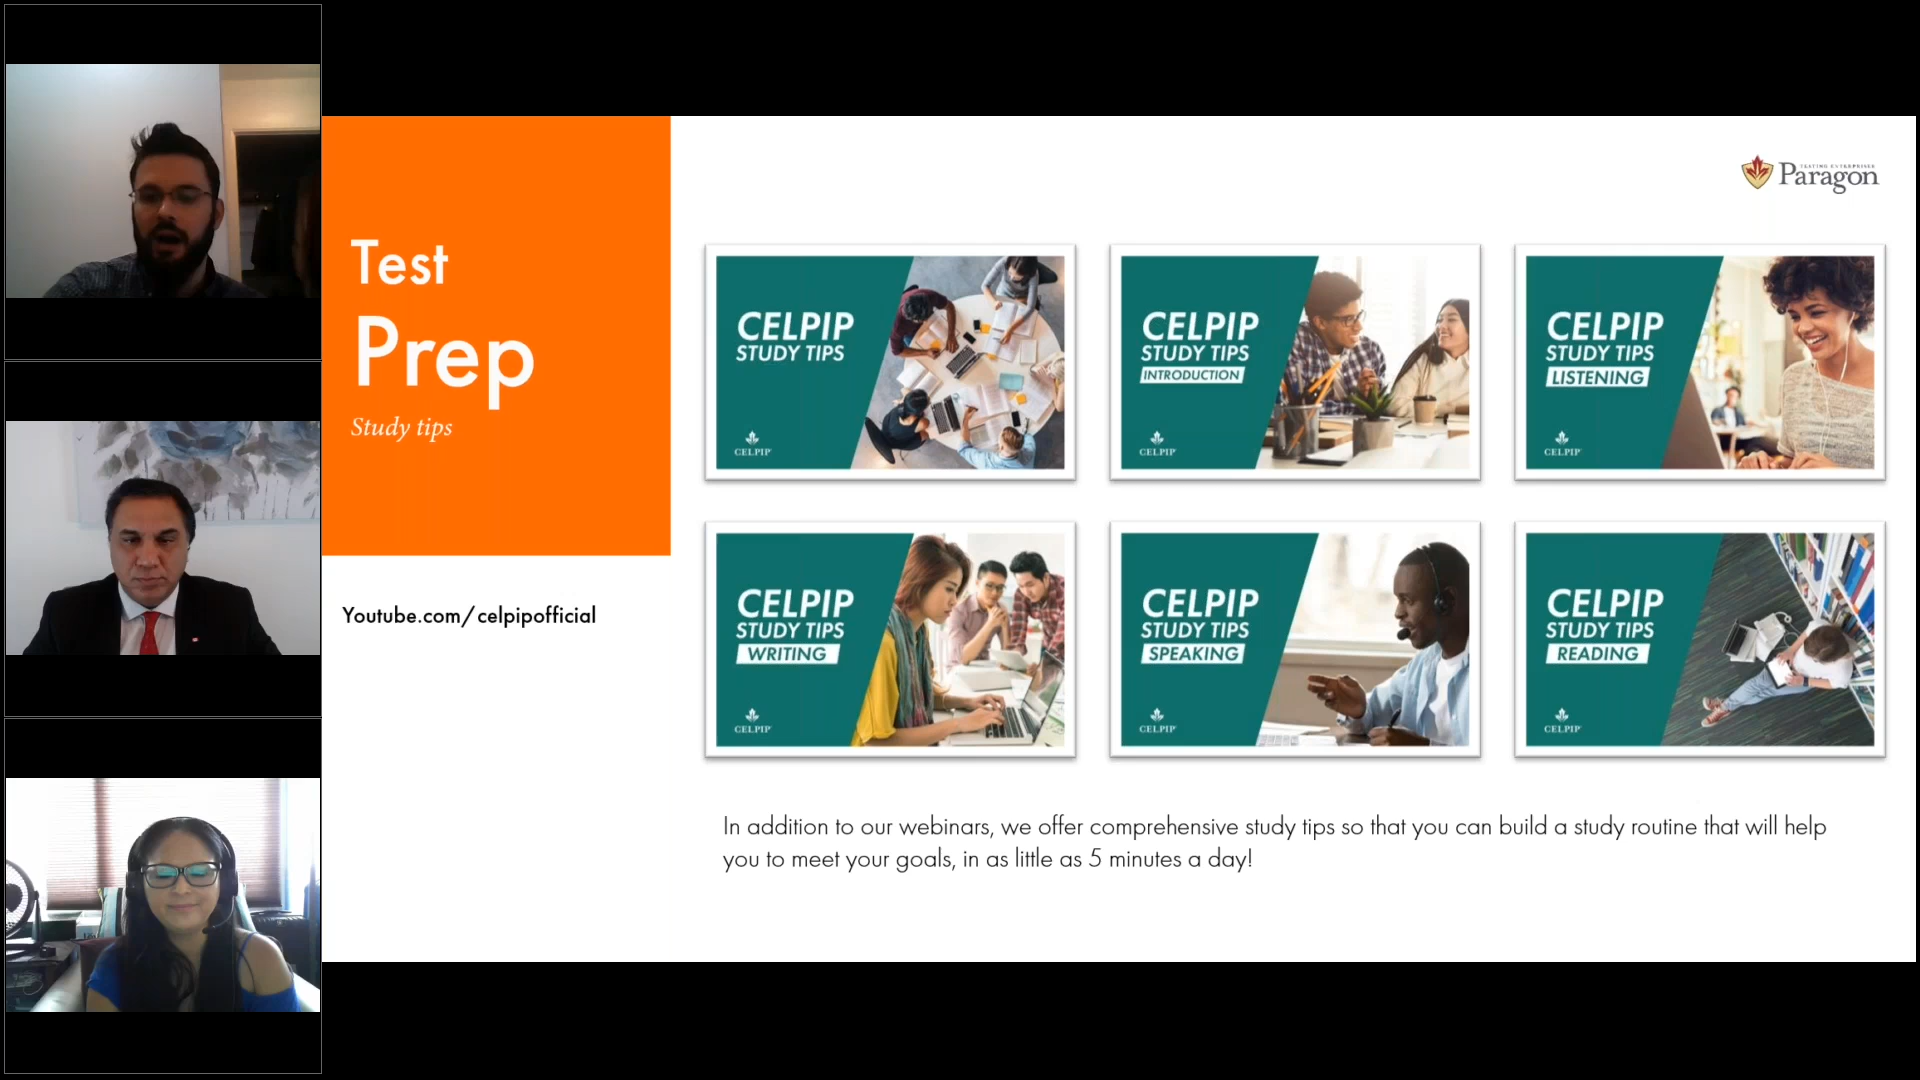 Test
Prep
Study tips
Youtube.com/celpipofficial
TESTING ENTERPRISES
Paragon
CELPIP
STUDY TIPS
CELPIP
CELPIP
STUDY TIPS
INTRODUCTION
CELPIP
CELPIP
STUDY TIPS
LISTENING
CELPIP
CELPIP
STUDY TIPS
WRITING
CELPIP
CELPIP
STUDY TIPS
SPEAKING
CELPIP
CELPIP
STUDY TIPS
READING
CELPIP
In addition to our webinars, we offer comprehensive study tips so that you can build a study routine that will help
you to meet your goals, in as little as 5 minutes a day!